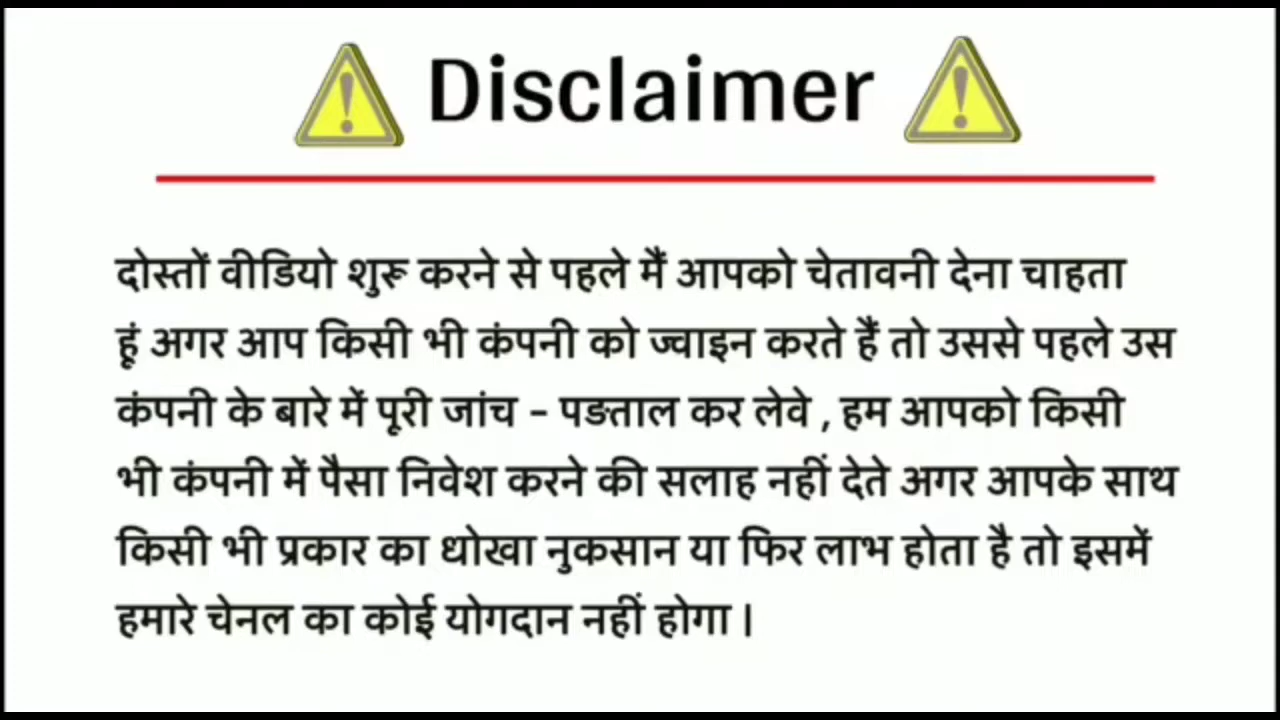 Disclaimer
दोस्तों वीडियो शुरू करने से पहले मैं आपको चेतावनी देना चाहता
हूं अगर आप किसी भी कंपनी को ज्वाइन करते हैं तो उससे पहले उस
कंपनी के बारे में पूरी जांच - पङताल कर लेवे , हम आपको किसी
भी कंपनी में पैसा निवेश करने की सलाह नहीं देते अगर आपके साथ
किसी भी प्रकार का धोखा नुकसान या फिर लाभ होता है तो इसमें
हमारे चेनल का कोई योगदान नहीं होगा।